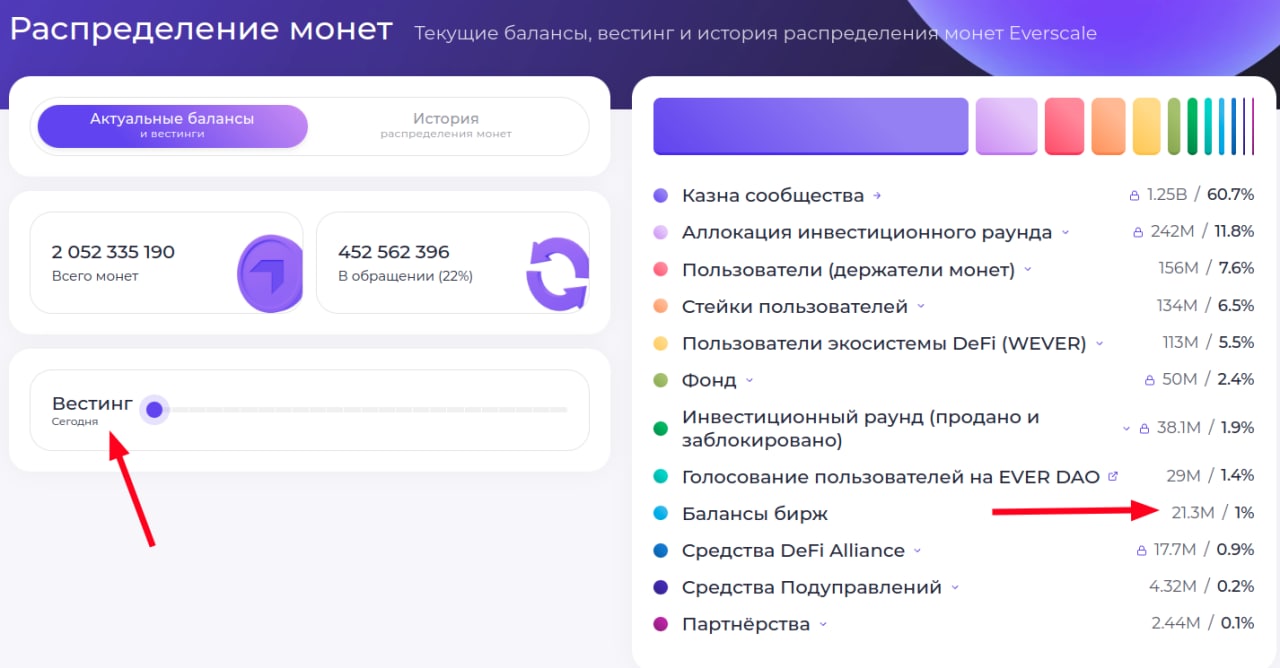 Распределение монет
Текущие балансы, вестинг и история распределения монет Everscale
Актуальные балансы
и вестинги
История
распределения монет
2 052 335 190
Всего монет
452 562 396
В обращении (22%)
Вестинг
Сегодня
Казна сообщества 1.25B / 60.7%
Аллокация инвестиционного раунда 242M / 11.8%
Пользователи (держатели монет) 156M / 7.6%
Стейки пользователей 134M / 6.5%
Пользователи экосистемы DeFi (WEVER) 113M / 5.5%
Фонд 50M / 2.4%
Инвестиционный раунд (продано и
заблокировано) 38.1M / 1.9%
Голосование пользователей на EVER DAO 29M / 1.4%
Балансы бирж 21.3M / 1%
Средства DeFi Alliance 17.7M / 0.9%
Средства Подуправлений 4.32M / 0.2%
Партнёрства 2.44M / 0.1%